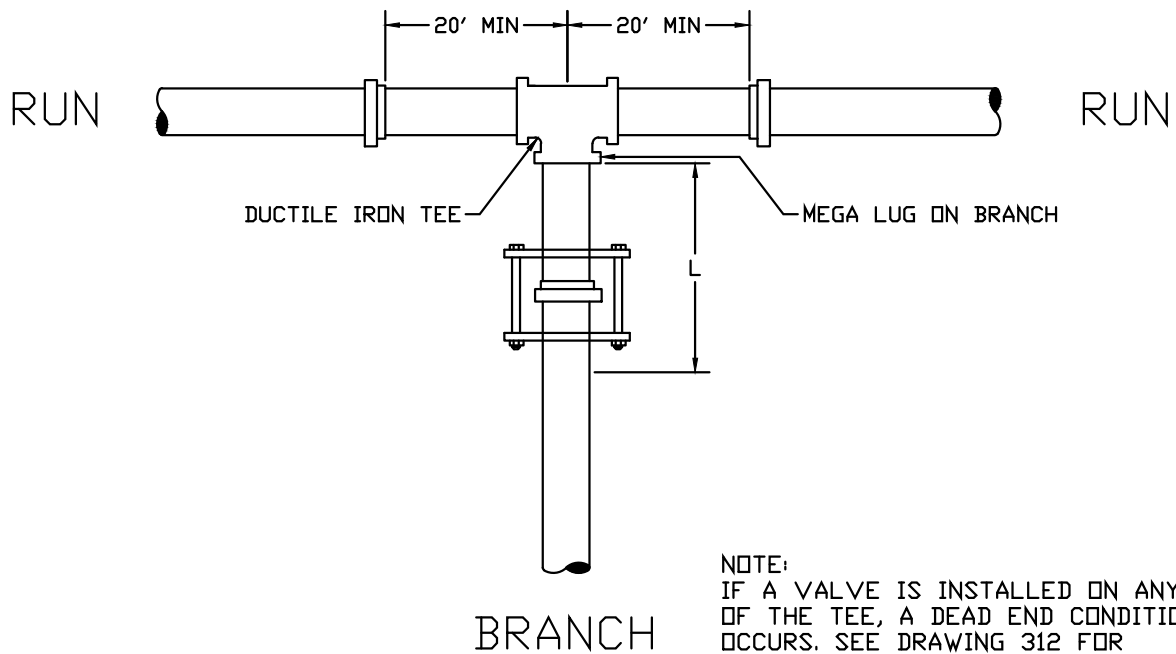 20' MIN 20' MIN
RUN RUN
DUCTILE IRON TEE MEGA LUG ON BRANCH
L
NOTE:
IF A VALVE IS INSTALLED ON ANY
OF THE TEE, A DEAD END
OCCURS. SEE DRAWING 312 FOR
BRANCH